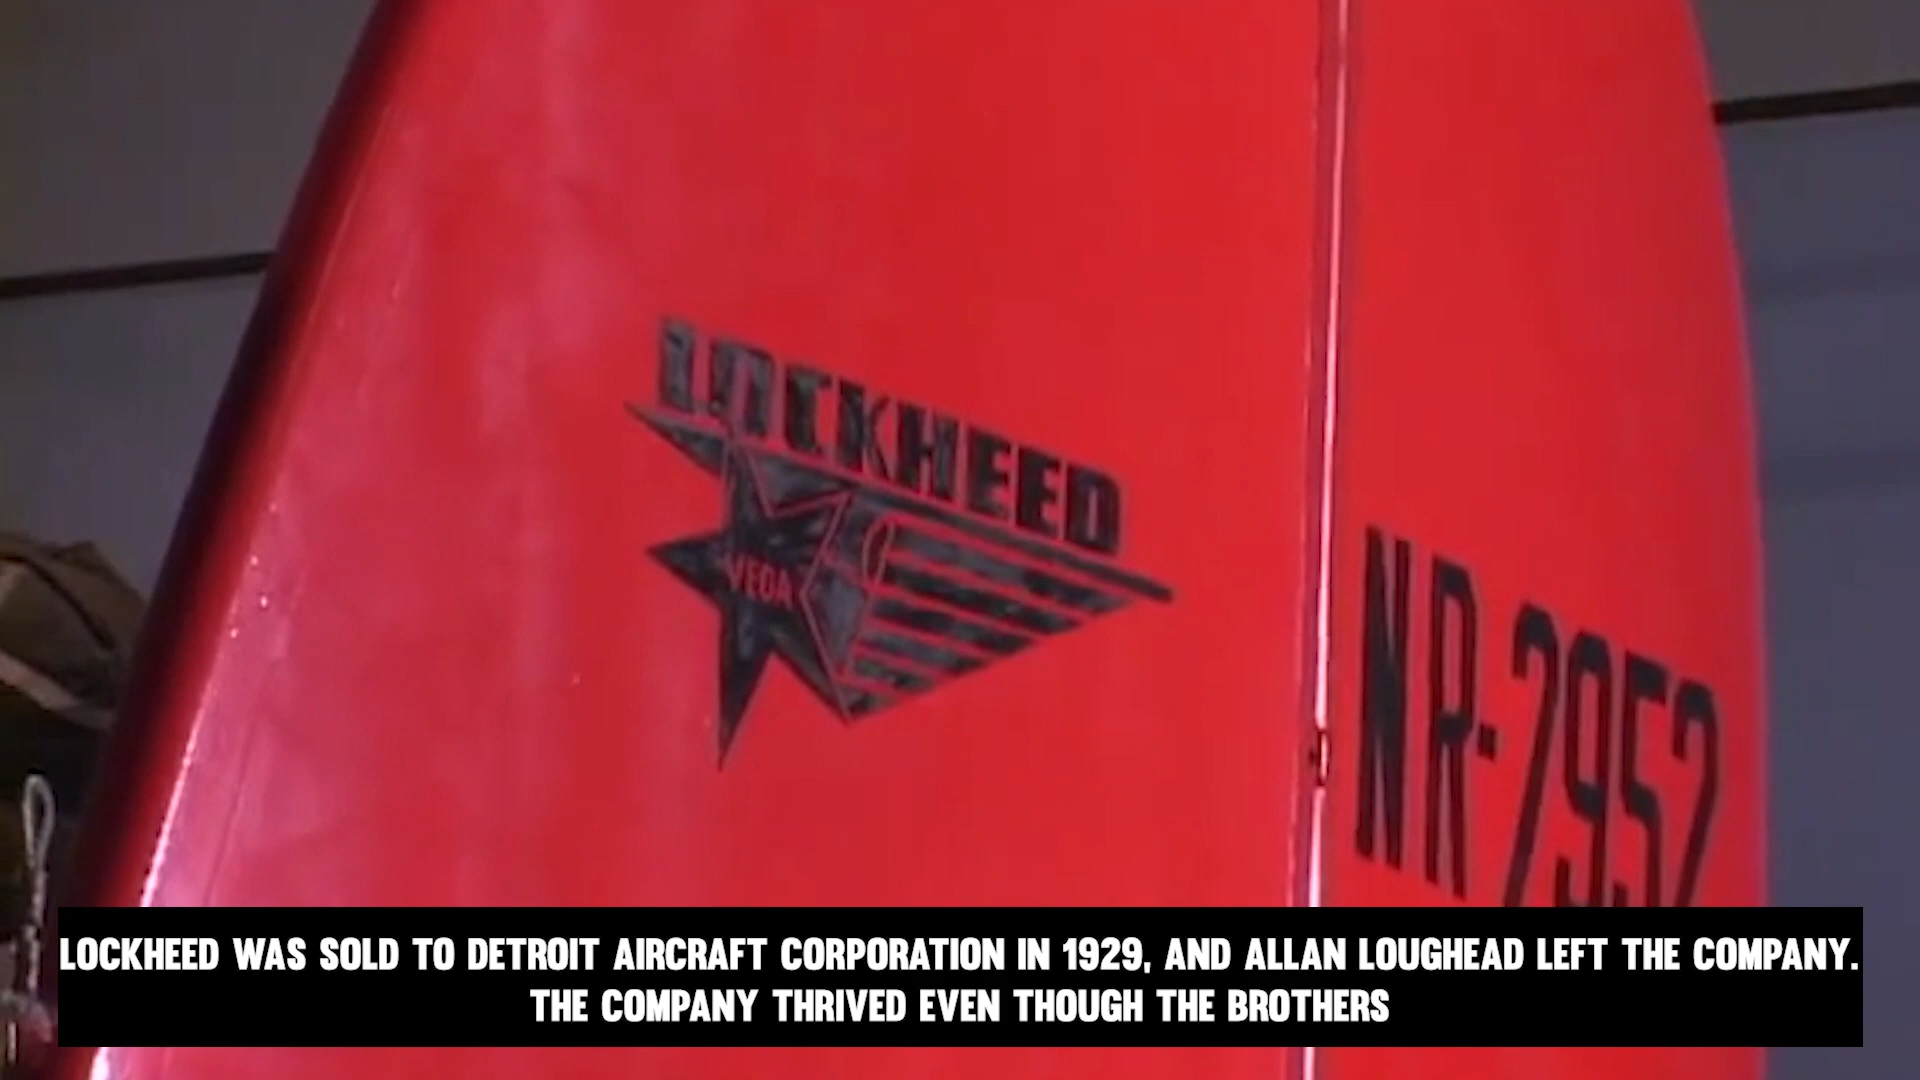 LOCKHEED
VEGA
NR-7952
LOCKHEED WAS SOLD TO DETROIT AIRCRAFT CORPORATION IN 1929, AND ALLAN LOUGHEAD LEFT THE COMPANY.
THE COMPANY THRIVED EVEN THOUGH THE BROTHERS